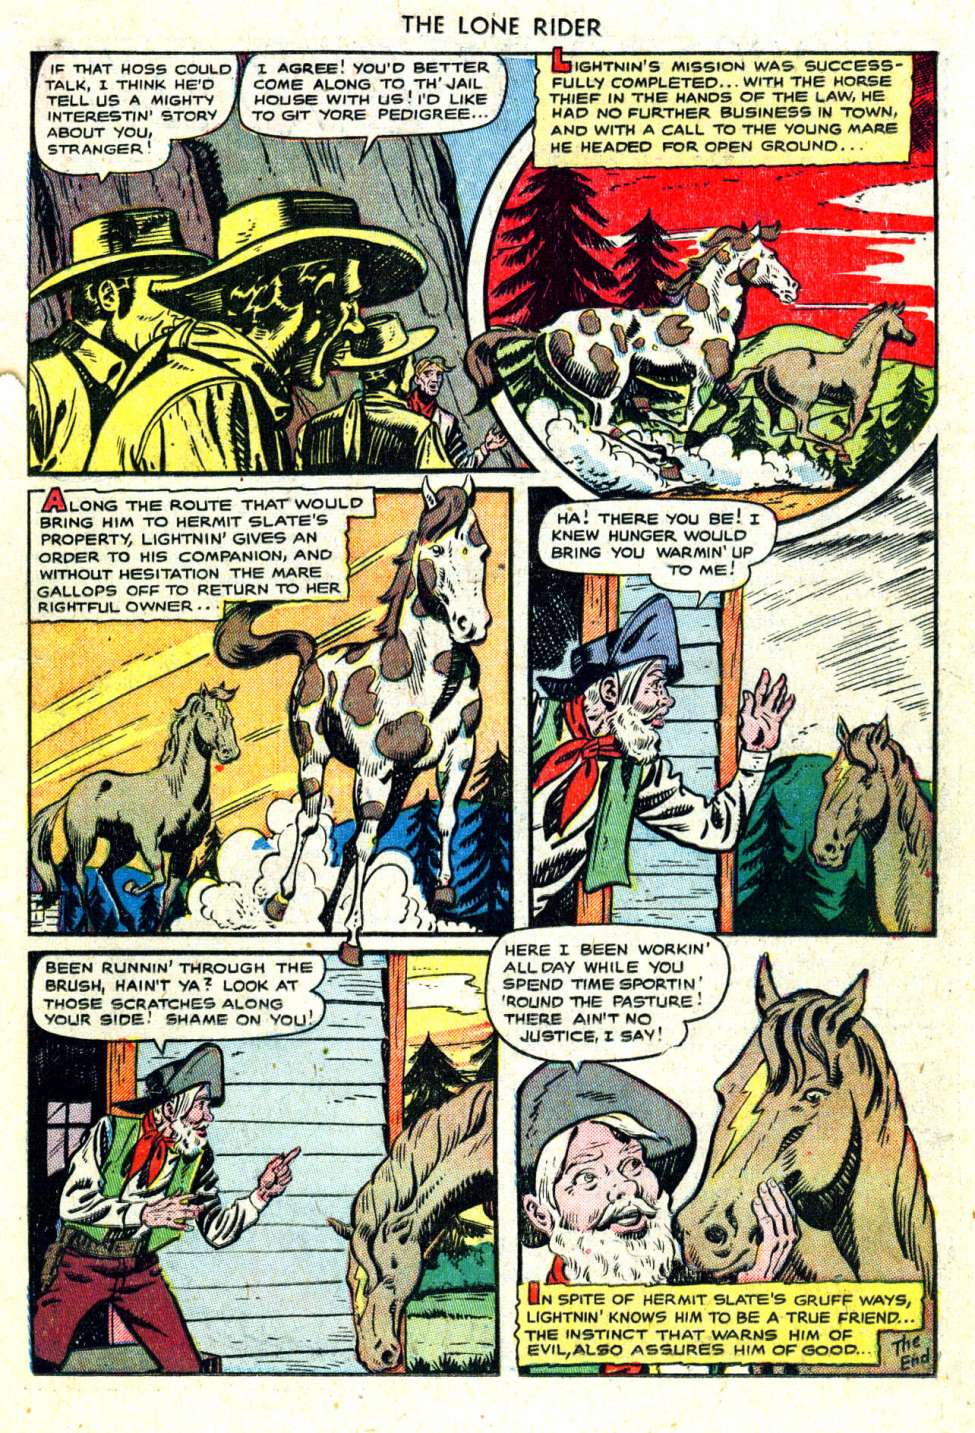 THE LONE RIDER
IF THAT HOSS COULD
TALK, I THINK HE'D
TELL US A MIGHTY
INTERESTIN' STORY
ABOUT YOU,
STRANGER!
I AGREE! YOU'D BETTER
COME ALONG TO TH' JAIL
HOUSE WITH US! I'D LIKE
TO GIT YORE PEDIGREE...
LIGHTNIN'S MISSION WAS SUCCESS-
FULLY COMPLETED... WITH THE HORSE
THIEF IN THE HANDS OF THE LAW, HE
HAD NO FURTHER BUSINESS IN TOWN,
AND WITH A CALL TO THE YOUNG MARE
HE HEADED FOR OPEN GROUND...
ALONG THE ROUTE THAT WOULD
BRING HIM TO HERMIT SLATE'S
PROPERTY, LIGHTNIN' GIVES AN
ORDER TO HIS COMPANION, AND
WITHOUT HESITATION THE MARE
GALLOPS OFF TO RETURN TO HER
RIGHTFUL OWNER...
HA! THERE YOU BE! I
KNEW HUNGER WOULD
BRING YOU WARMIN' UP
TO ME!
BEEN RUNNIN' THROUGH THE
BRUSH, HAIN'T YA? LOOK AT
THOSE SCRATCHES ALONG
YOUR SIDE! SHAME ON YOU!
HERE I BEEN WORKIN'
ALL DAY WHILE YOU
SPEND TIME SPORTIN'
'ROUND THE PASTURE!
THERE AIN'T NO
JUSTICE, I SAY!
IN SPITE OF HERMIT SLATE'S GRUFF WAYS,
LIGHTNIN' KNOWS HIM TO BE A TRUE FRIEND...
THE INSTINCT THAT WARNS HIM OF
EVIL, ALSO ASSURES HIM OF GOOD...
The
End